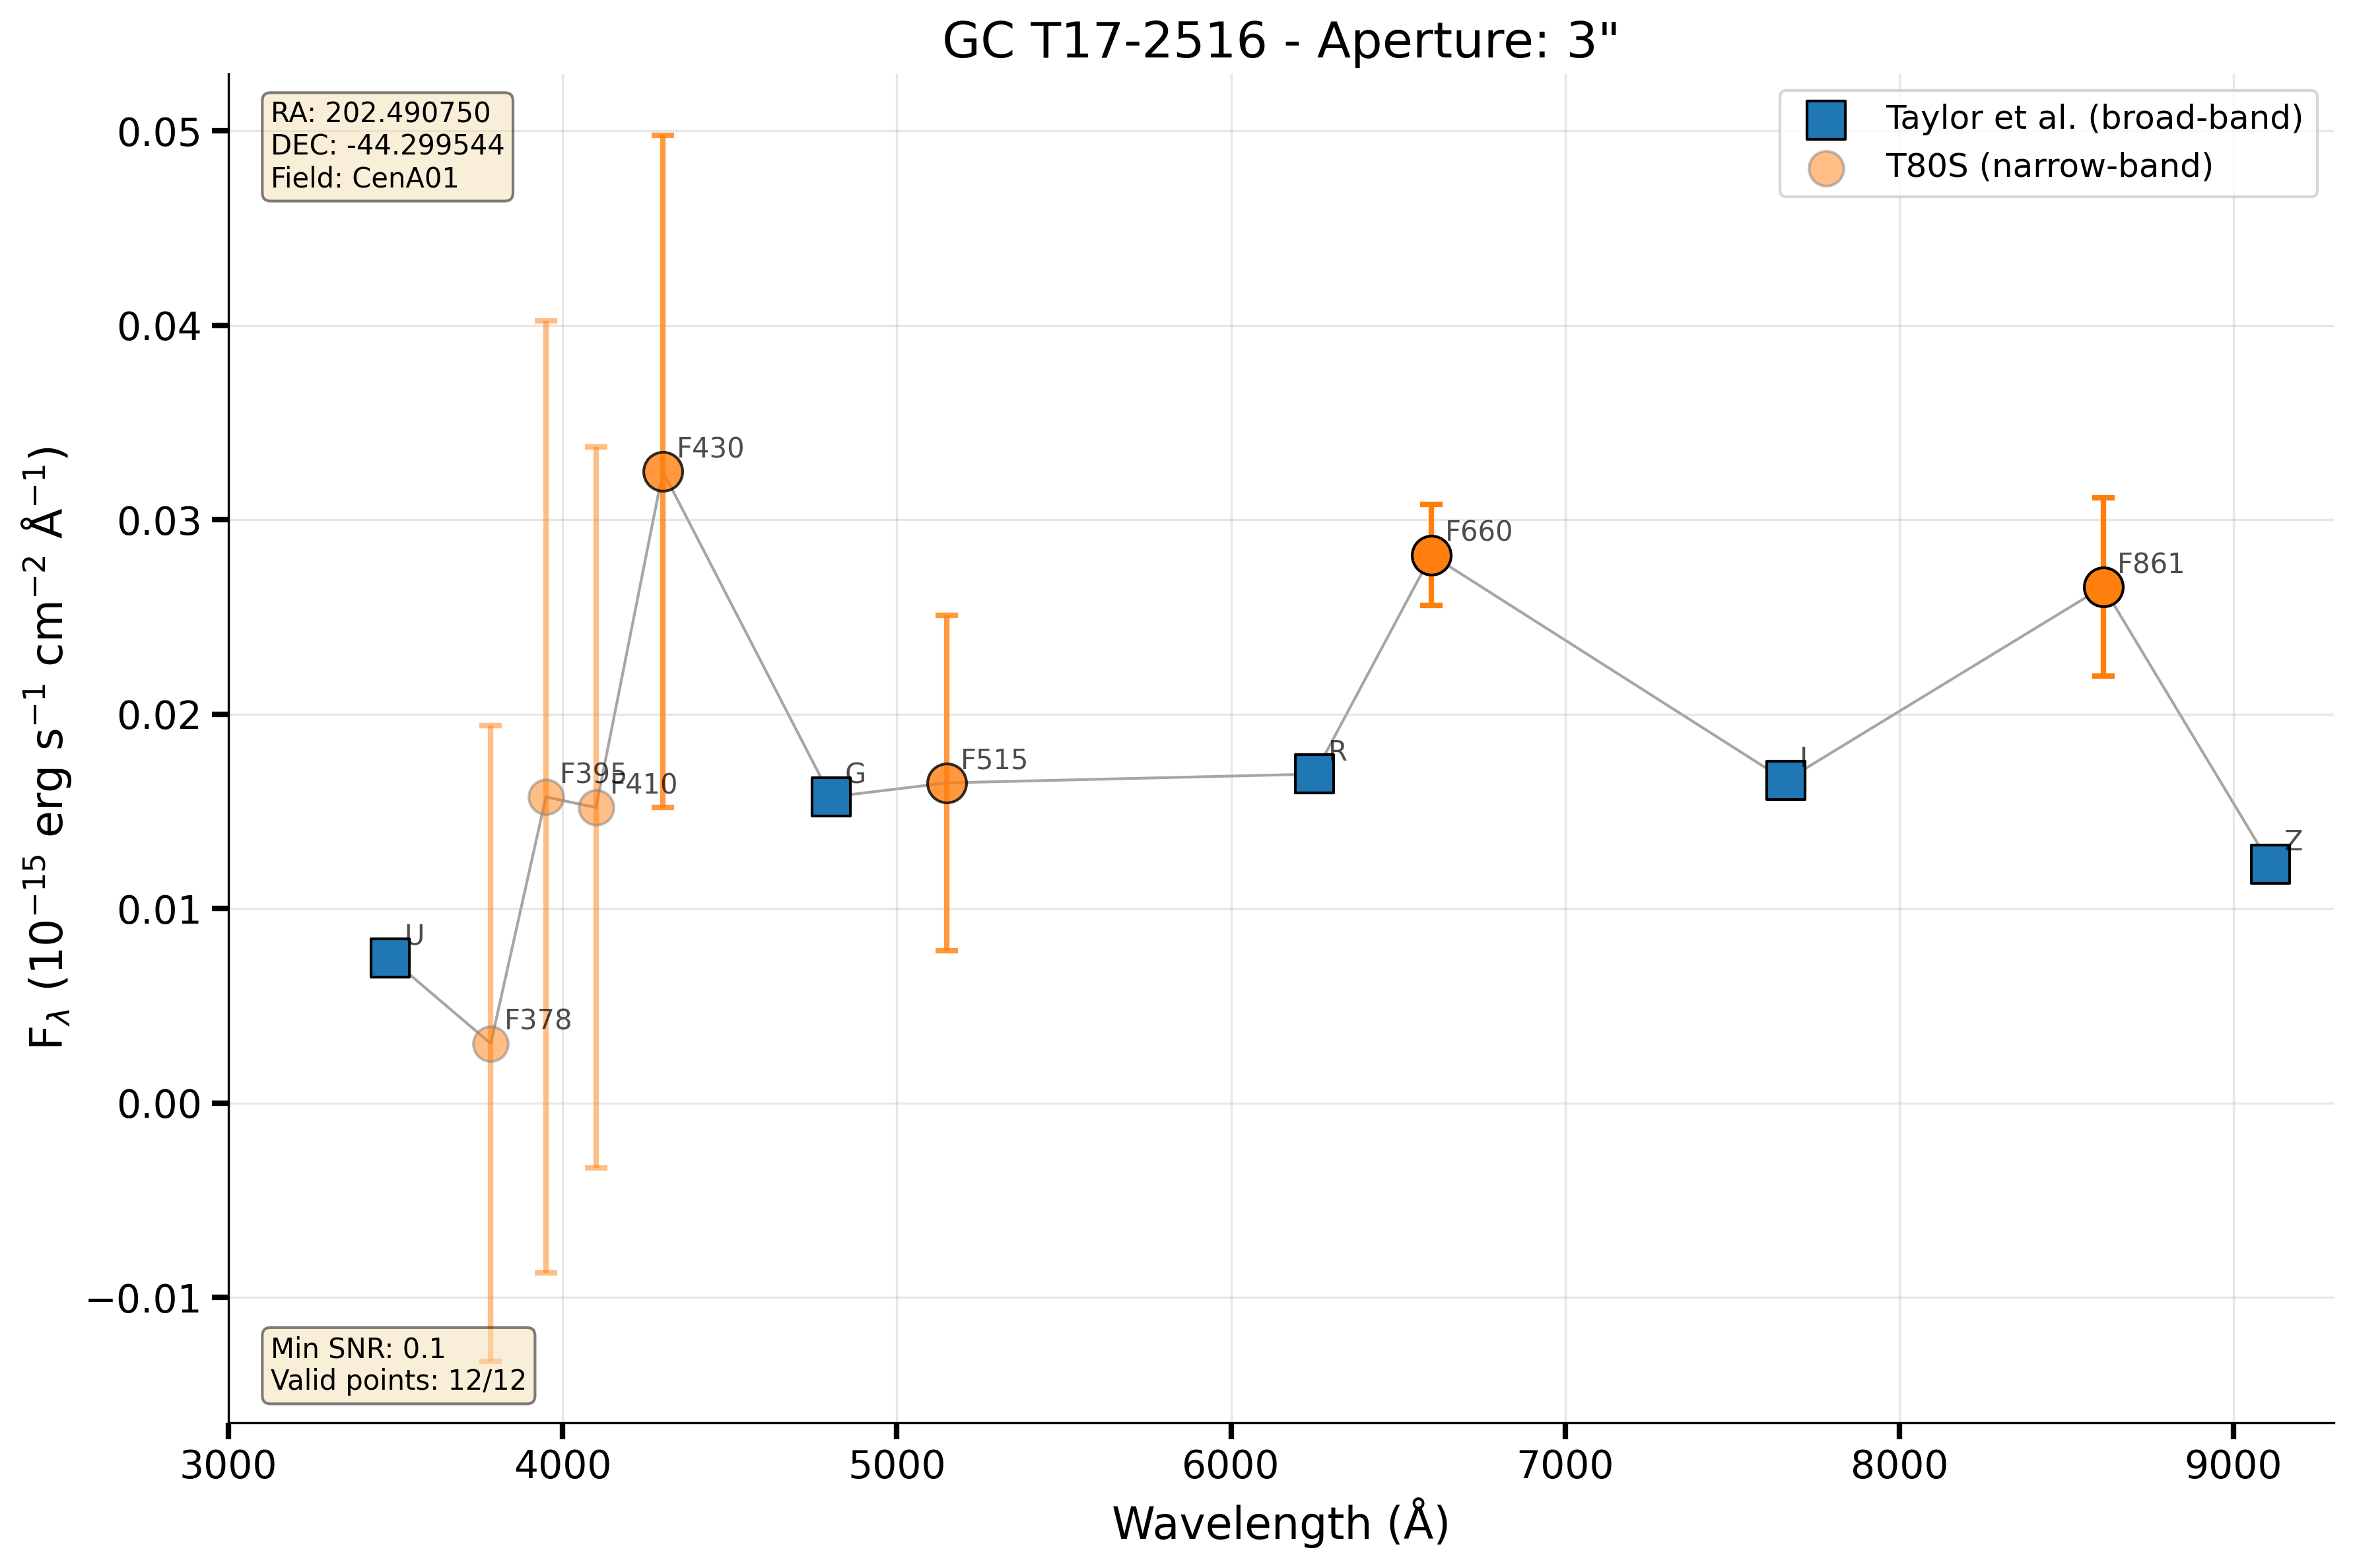 GC T17-2516 - Aperture: 3"
RA: 202.490750
DEC: -44.299544
Field: CenA01
Taylor et al. (broad-band)
T80S (narrow-band)
0.05
0.04
0.03
0.02
0.01
0.00
−0.01
F_λ (10⁻¹⁵ erg s⁻¹ cm⁻² Å⁻¹)
U
F378
F395
F410
F430
G
F515
R
F660
I
F861
Z
Min SNR: 0.1
Valid points: 12/12
3000 4000 5000 6000 7000 8000 9000
Wavelength (Å)